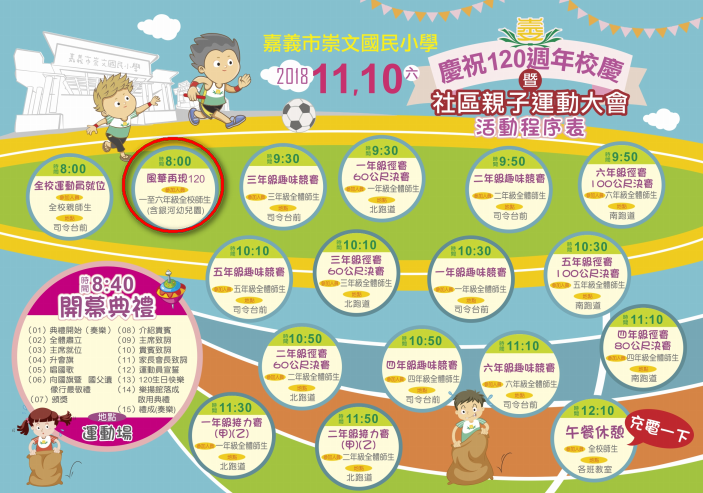 嘉義市崇文國民小學
嘉義市崇文國民小學
2018 11.10 六
慶祝120週年校慶
暨
社區親子運動大會
活動程序表
時間 8:00
全校運動員就位
參加人員
全校親師生
地點
司令台前
時間 8:00
風華再現120
參加人員
一至六年級全校師生
(含銀河幼兒園)
時間 9:30
三年級趣味競賽
參加人員 三年級全體師生
地點
司令台前
時間 9:30
一年級徑賽
60公尺決賽
參加人員 一年級全體師生
地點
北跑道
時間 9:50
二年級趣味競賽
參加人員 二年級全體師生
地點
司令台前
時間 9:50
六年級徑賽
100公尺決賽
參加人員 六年級全體師生
地點
南跑道
時間 10:10
五年級趣味競賽
參加人員 五年級全體師生
地點
司令台前
時間 10:10
三年級徑賽
60公尺決賽
參加人員 三年級全體師生
地點
北跑道
時間 10:30
一年級趣味競賽
參加人員 一年級全體師生
地點
司令台前
時間 10:30
五年級徑賽
100公尺決賽
參加人員 五年級全體師生
地點
南跑道
時間 8:40
開幕典禮
(01) 典禮開始 (奏樂)
(02) 全體肅立
(03) 主席就位
(04) 升會旗
(05) 唱國歌
(06) 向國旗暨 國父遺像行最敬禮
(07) 頒獎
(08) 介紹貴賓
(09) 主席致詞
(10) 貴賓致詞
(11) 家長會長致詞
(12) 運動員宣誓
(13) 120生日快樂
(14) 樂揚館落成
啟用典禮
(15) 禮成(奏樂)
地點
運動場
時間 10:50
二年級徑賽
60公尺決賽
參加人員 二年級全體師生
地點
北跑道
時間 10:50
四年級趣味競賽
參加人員 四年級全體師生
地點
司令台前
時間 11:10
六年級趣味競賽
參加人員 六年級全體師生
地點
司令台前
時間 11:10
四年級徑賽
80公尺決賽
參加人員 四年級全體師生
地點
南跑道
時間 11:30
一年級接力賽
(甲)(乙)
參加人員 一年級全體師生
地點
北跑道
時間 11:50
二年級接力賽
(甲)(乙)
參加人員 二年級全體師生
地點
北跑道
時間 12:10
午餐休憩
參加人員 全校師生
地點
各班教室
充電一下